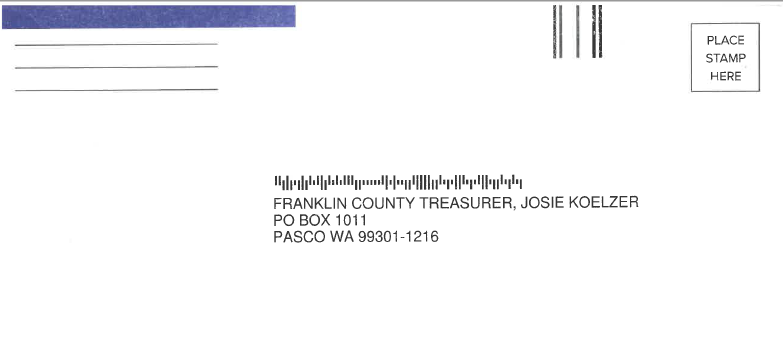 PLACE
STAMP
HERE
FRANKLIN COUNTY TREASURER, JOSIE KOELZER
PO BOX 1011
PASCO WA 99301-1216